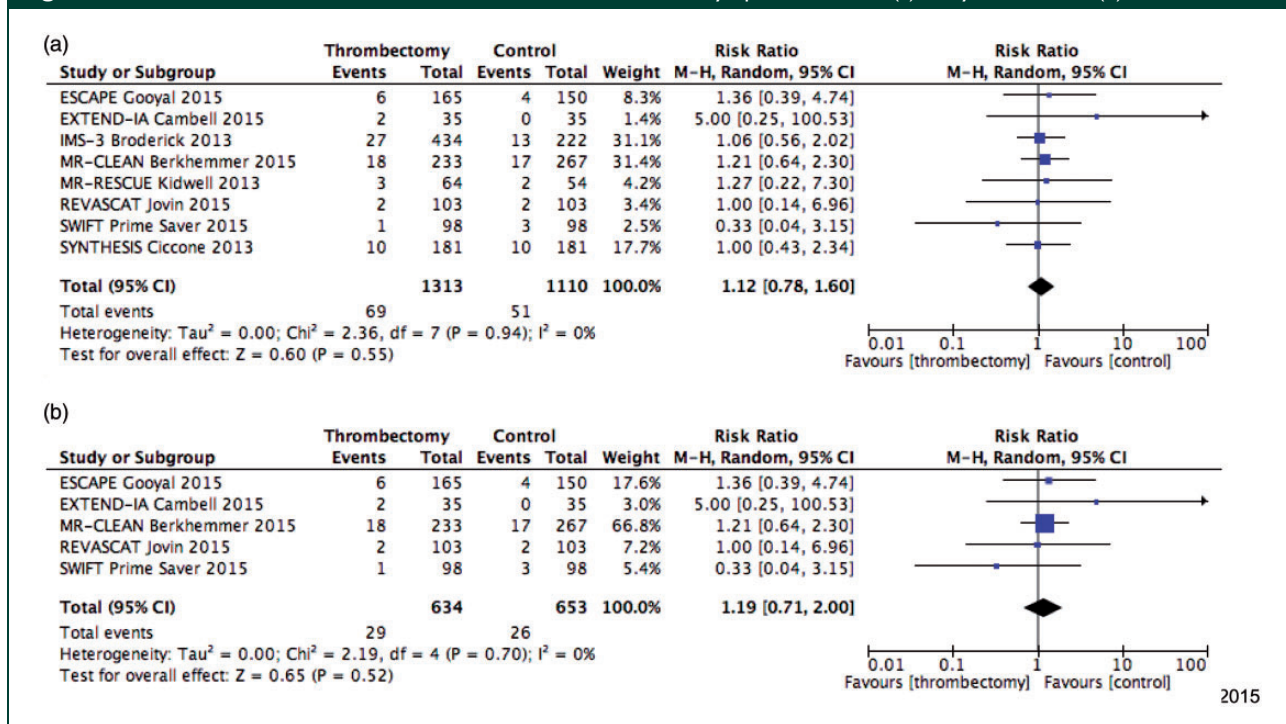 (a)
Thrombectomy Control Risk Ratio Risk Ratio
Study or Subgroup Events Total Events Total Weight M-H, Random, 95% CI M-H, Random, 95% CI
ESCAPE Gooyal 2015 6 165 4 150 8.3% 1.36 [0.39, 4.74]
EXTEND-IA Cambell 2015 2 35 0 35 1.4% 5.00 [0.25, 100.53]
IMS-3 Broderick 2013 27 434 13 222 31.1% 1.06 [0.56, 2.02]
MR-CLEAN Berkhemmer 2015 18 233 17 267 31.4% 1.21 [0.64, 2.30]
MR-RESCUE Kidwell 2013 3 64 2 54 4.2% 1.27 [0.22, 7.30]
REVASCAT Jovin 2015 2 103 2 103 3.4% 1.00 [0.14, 6.96]
SWIFT Prime Saver 2015 1 98 3 98 2.5% 0.33 [0.04, 3.15]
SYNTHESIS Ciccone 2013 10 181 10 181 17.7% 1.00 [0.43, 2.34]
Total (95% CI) 1313 1110 100.0% 1.12 [0.78, 1.60]
Total events 69 51
Heterogeneity: Tau² = 0.00; Chi² = 2.36, df = 7 (P = 0.94); I² = 0%
Test for overall effect: Z = 0.60 (P = 0.55)
0.01 0.1 1 10 100
Favours [thrombectomy] Favours [control]
(b)
Thrombectomy Control Risk Ratio Risk Ratio
Study or Subgroup Events Total Events Total Weight M-H, Random, 95% CI M-H, Random, 95% CI
ESCAPE Gooyal 2015 6 165 4 150 17.6% 1.36 [0.39, 4.74]
EXTEND-IA Cambell 2015 2 35 0 35 3.0% 5.00 [0.25, 100.53]
MR-CLEAN Berkhemmer 2015 18 233 17 267 66.8% 1.21 [0.64, 2.30]
REVASCAT Jovin 2015 2 103 2 103 7.2% 1.00 [0.14, 6.96]
SWIFT Prime Saver 2015 1 98 3 98 5.4% 0.33 [0.04, 3.15]
Total (95% CI) 634 653 100.0% 1.19 [0.71, 2.00]
Total events 29 26
Heterogeneity: Tau² = 0.00; Chi² = 2.19, df = 4 (P = 0.70); I² = 0%
Test for overall effect: Z = 0.65 (P = 0.52)
0.01 0.1 1 10 100
Favours [thrombectomy] Favours [control]
2015